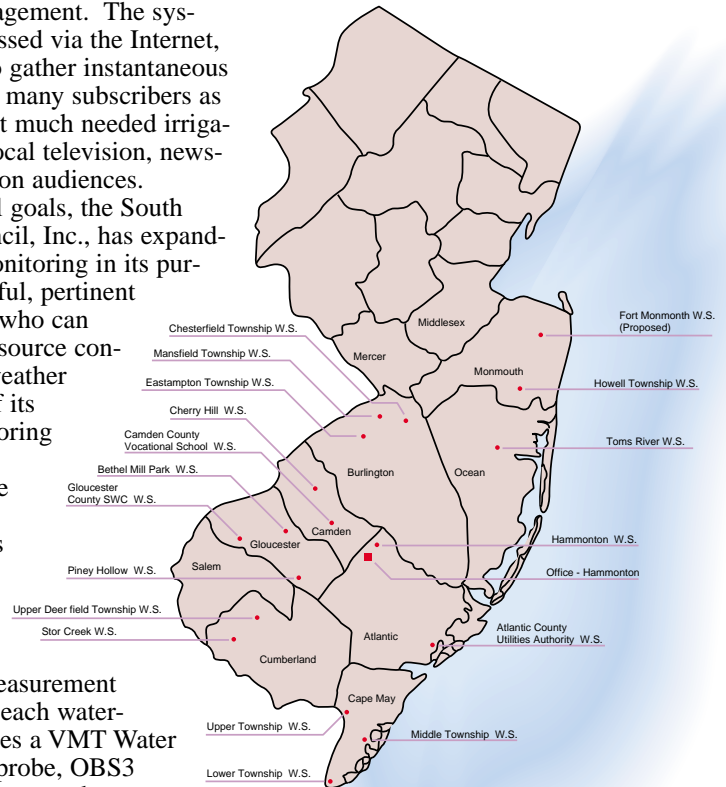 agement. The sys-
ssed via the Internet,
o gather instantaneous
many subscribers as
t much needed irriga-
ocal television, news-
on audiences.
l goals, the South
cil, Inc., has expand-
onitoring in its pur-
ful, pertinent
who can
source con-
eather
f its
oring
e
s
easurement
each water-
es a VMT Water
probe, OBS3
Chesterfield Township W.S.
Mansfield Township W.S.
Eastampton Township W.S.
Cherry Hill W.S.
Camden County
Vocational School W.S.
Bethel Mill Park W.S.
Gloucester
County SWC W.S.
Piney Hollow W.S.
Upper Deer field Township W.S.
Stor Creek W.S.
Upper Township W.S.
Lower Township W.S.
Middlesex
Mercer
Monmouth
Burlington
Ocean
Camden
Gloucester
Salem
Atlantic
Cumberland
Cape May
Fort Monmonth W.S.
(Proposed)
Howell Township W.S.
Toms River W.S.
Hammonton W.S.
Office - Hammonton
Atlantic County
Utilities Authority W.S.
Middle Township W.S.